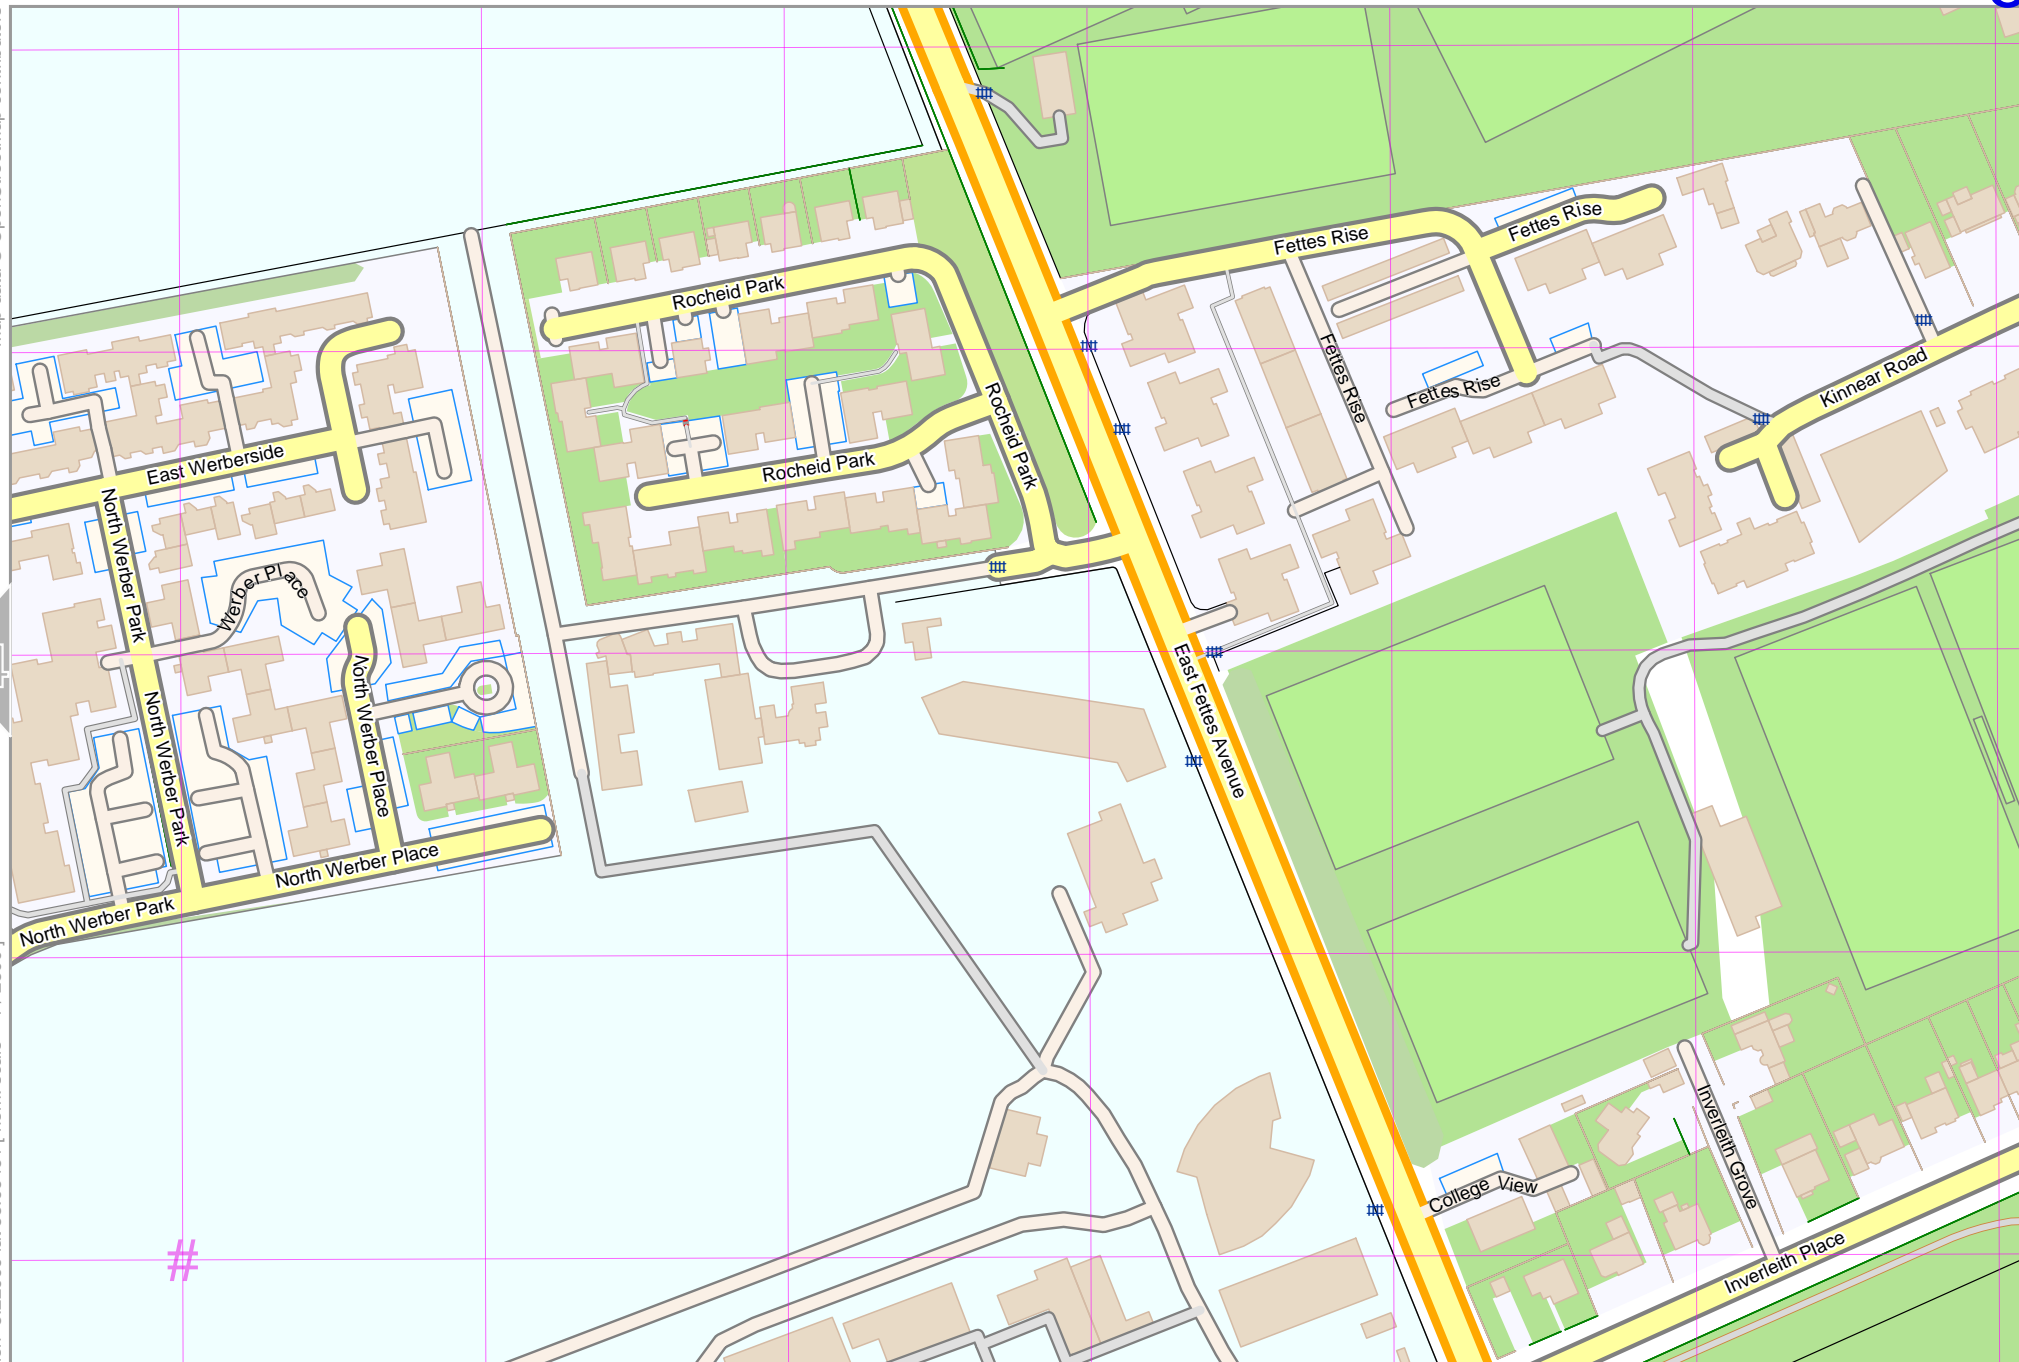 Fettes Rise
Fettes Rise
Rocheid Park
Fettes Rise
Kinnear Road
Fettes Rise
Rocheid Park
East Werberside
Rocheid Park
North Werber Park
Werber Place
North Werber Place
East Fettes Avenue
North Werber Park
North Werber Place
North Werber Park
Inverleith Grove
College View
Inverleith Place
#